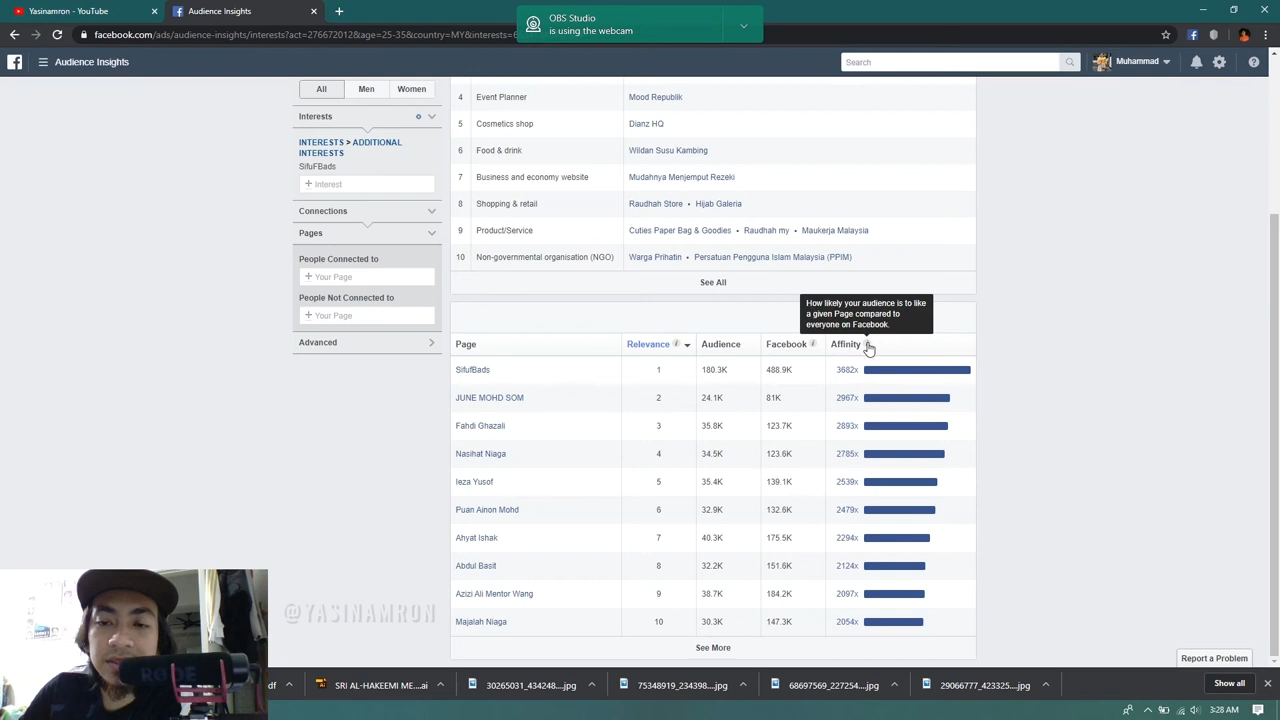 YouTube
Facebook Ads
OBS Studio
is using the webcam
facebook.com/ads/audience-insights/interests?act=276672012&age=25-35&country=MY&interests=6
Audience Insights
Search
Muhammad
All Men Women
Interests
INTERESTS > ADDITIONAL
INTERESTS
SifuFBads
+ Interest
Connections
Pages
People Connected to
+ Your Page
People Not Connected to
+ Your Page
Advanced
4 Event Planner Mood Republik
5 Cosmetics shop Dianz HQ
6 Food & drink Wildan Susu Kambing
7 Business and economy website Mudahnya Menjemput Rezeki
8 Shopping & retail Raudhah Store • Hijab Galeria
9 Product/Service Cuties Paper Bag & Goodies • Raudhah my • Maukerja Malaysia
10 Non-governmental organisation (NGO) Warga Prihatin • Persatuan Pengguna Islam Malaysia (PPIM)
See All
How likely your audience is to like
a given Page compared to
everyone on Facebook.
Page Relevance Audience Facebook Affinity
SifufBads 1 180.3K 488.9K 3682x
JUNE MOHD SOM 2 24.1K 81K 2967x
Fahdi Ghazali 3 35.8K 123.7K 2893x
Nasihat Niaga 4 34.5K 123.6K 2785x
Ieza Yusof 5 35.4K 139.1K 2539x
Puan Ainon Mohd 6 32.9K 132.6K 2479x
Ahyat Ishak 7 40.3K 175.5K 2294x
Abdul Basit 8 32.2K 151.6K 2124x
Azizi Ali Mentor Wang 9 38.7K 184.2K 2097x
Majalah Niaga 10 30.3K 147.3K 2054x
See More
Report a Problem
@YASINAMRON
RODE
df
SRI AL-HAKEEMI ME....ai
30265031_434248....jpg
75348919_234398....jpg
68697569_227254....jpg
29066777_423325....jpg
Show all
3:28 AM